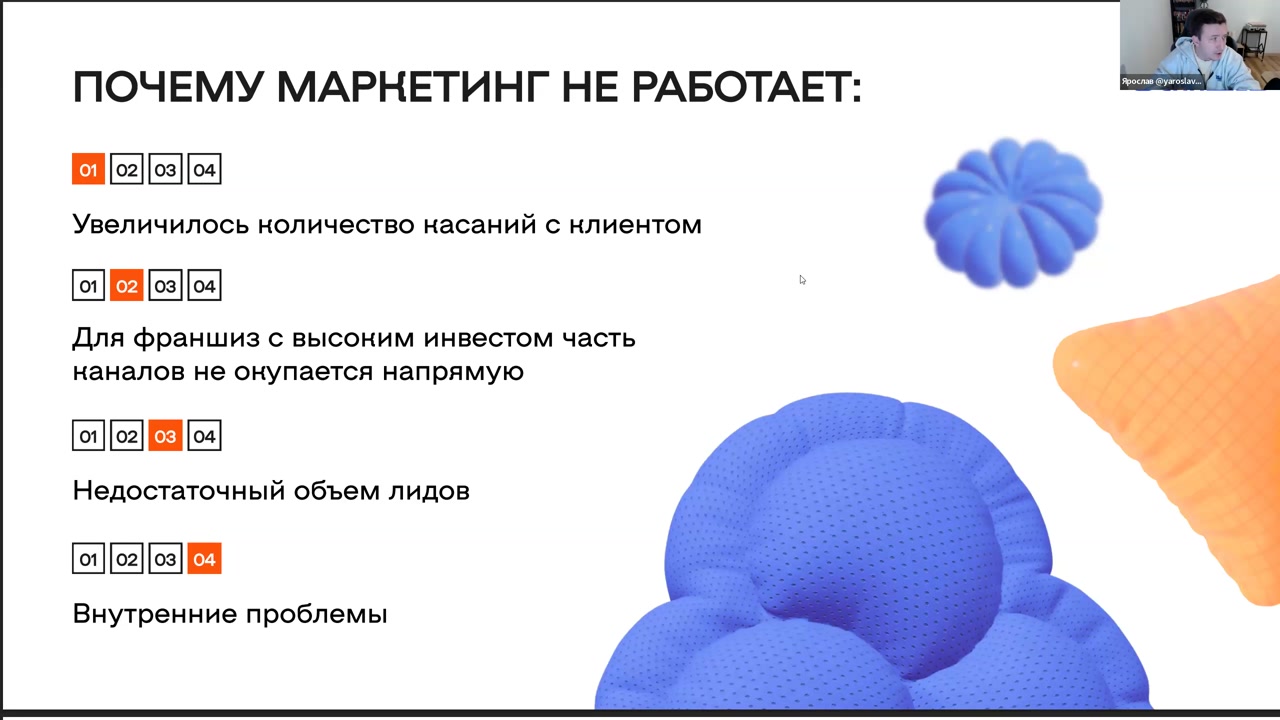 Ярослав @yaroslav...
ПОЧЕМУ МАРКЕТИНГ НЕ РАБОТАЕТ:
01 02 03 04
Увеличилось количество касаний с клиентом
01 02 03 04
Для франшиз с высоким инвестом часть
каналов не окупается напрямую
01 02 03 04
Недостаточный объем лидов
01 02 03 04
Внутренние проблемы